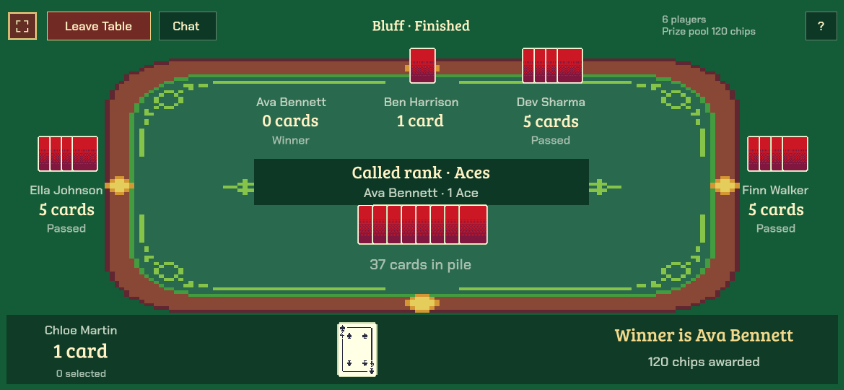 Leave Table
Chat
Bluff · Finished
6 players
Prize pool 120 chips
?
Ava Bennett
0 cards
Winner
Ben Harrison
1 card
Dev Sharma
5 cards
Passed
Ella Johnson
5 cards
Passed
Called rank · Aces
Ava Bennett · 1 Ace
37 cards in pile
Finn Walker
5 cards
Passed
Chloe Martin
1 card
0 selected
Winner is Ava Bennett
120 chips awarded